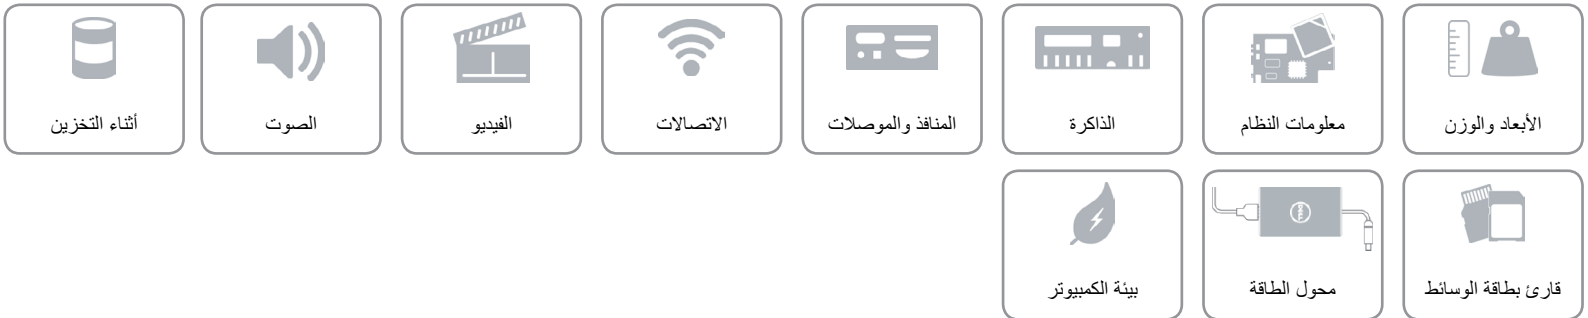 الأبعاد والوزن
معلومات النظام
الذاكرة
المنافذ والموصلات
الاتصالات
الفيديو
الصوت
أثناء التخزين
قارئ بطاقة الوسائط
DELL
محول الطاقة
بيئة الكمبيوتر